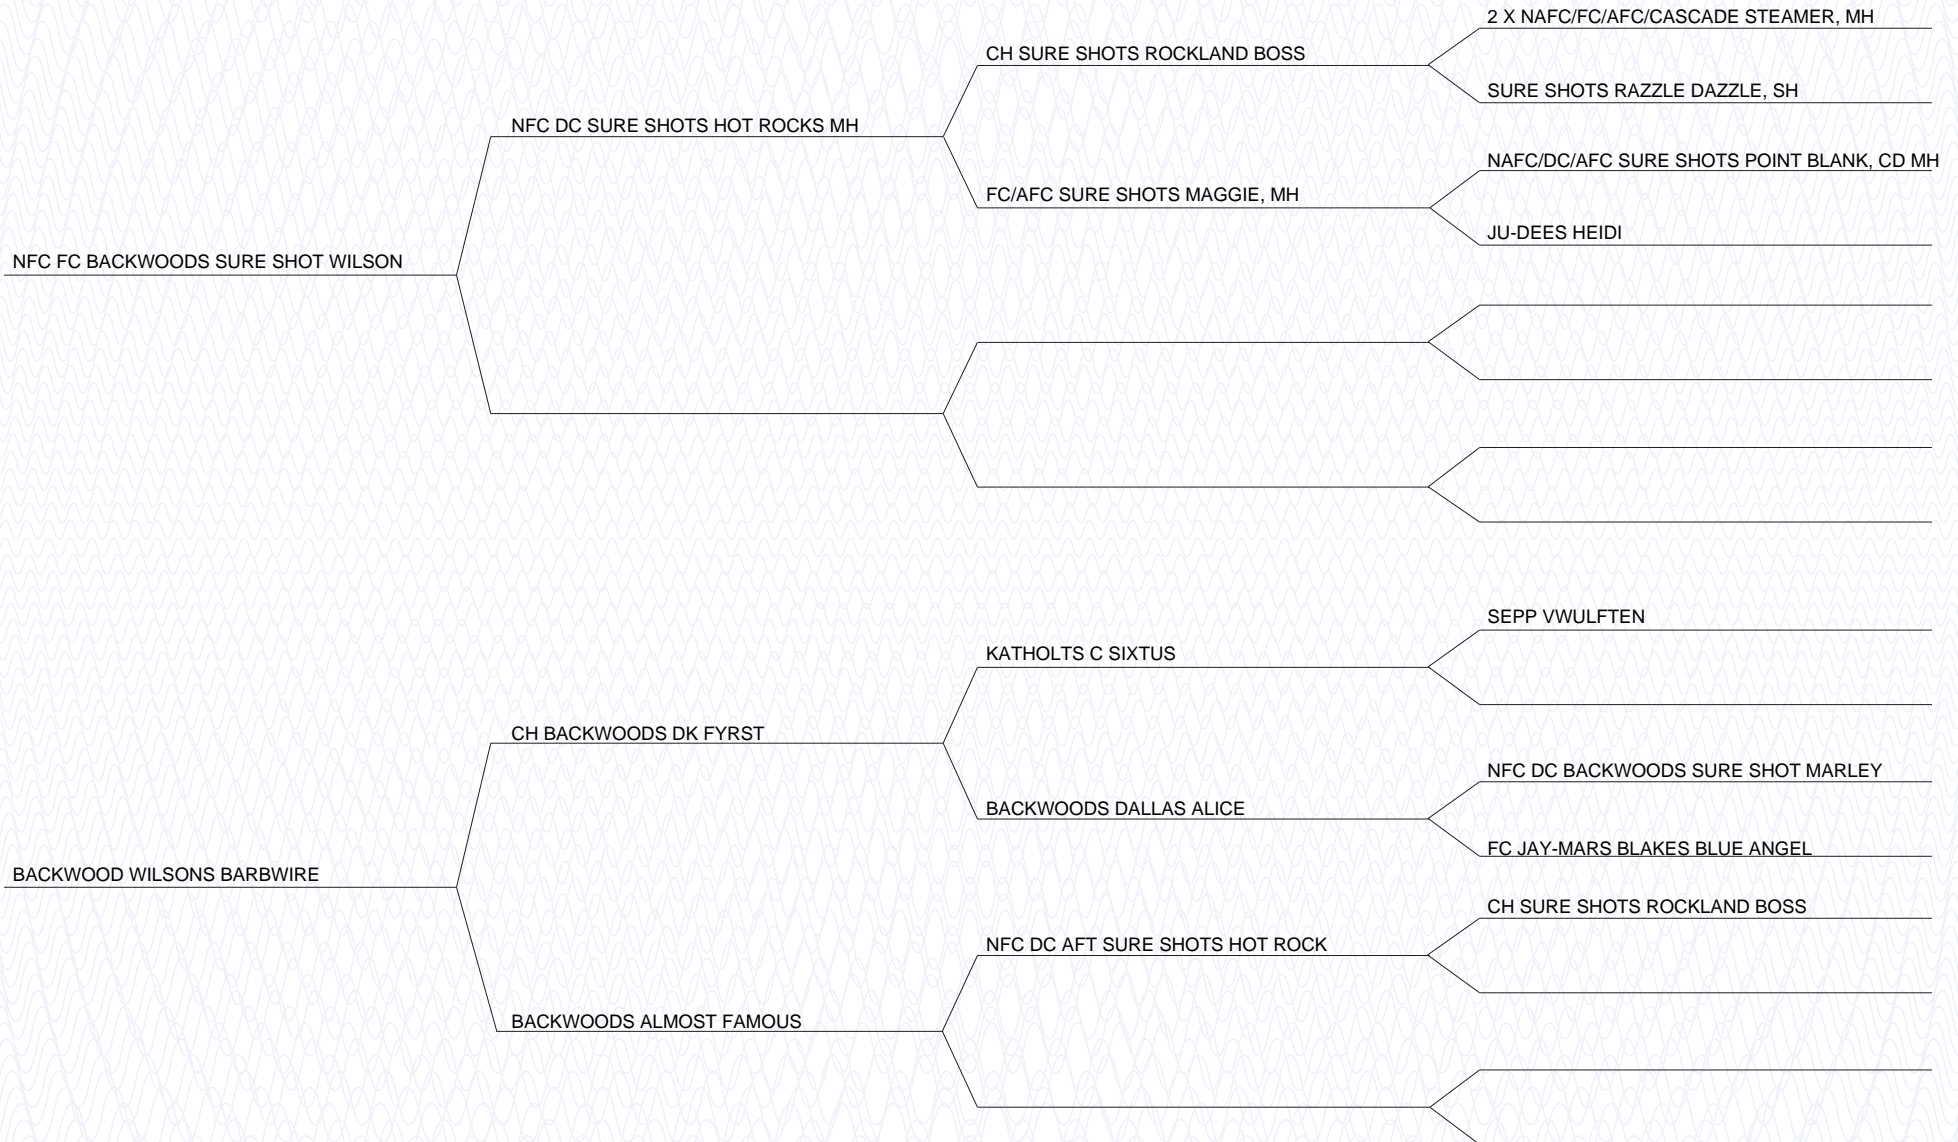 2 X NAFC/FC/AFC/CASCADE STEAMER, MH
CH SURE SHOTS ROCKLAND BOSS
SURE SHOTS RAZZLE DAZZLE, SH
NFC DC SURE SHOTS HOT ROCKS MH
NAFC/DC/AFC SURE SHOTS POINT BLANK, CD MH
FC/AFC SURE SHOTS MAGGIE, MH
JU-DEES HEIDI
NFC FC BACKWOODS SURE SHOT WILSON
SEPP VWULFTEN
KATHOLTS C SIXTUS
CH BACKWOODS DK FYRST
NFC DC BACKWOODS SURE SHOT MARLEY
BACKWOODS DALLAS ALICE
FC JAY-MARS BLAKES BLUE ANGEL
BACKWOOD WILSONS BARBWIRE
CH SURE SHOTS ROCKLAND BOSS
NFC DC AFT SURE SHOTS HOT ROCK
BACKWOODS ALMOST FAMOUS